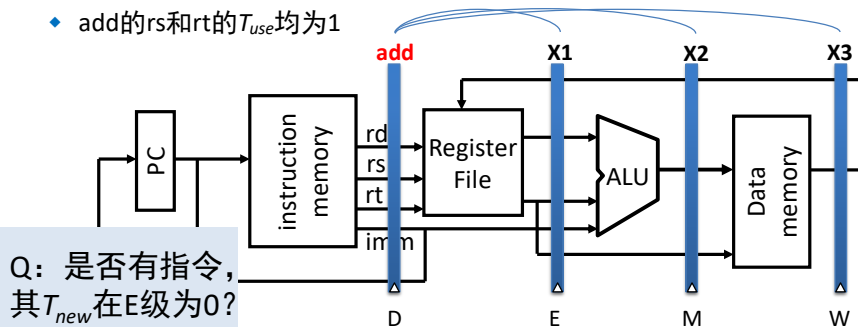 add的rs和rt的Tuse均为1
add X1 X2 X3
PC
instruction memory
rd
rs
rt
imm
Register
File
ALU
Data
memory
Q：是否有指令，
其Tnew在E级为0？
D E M W